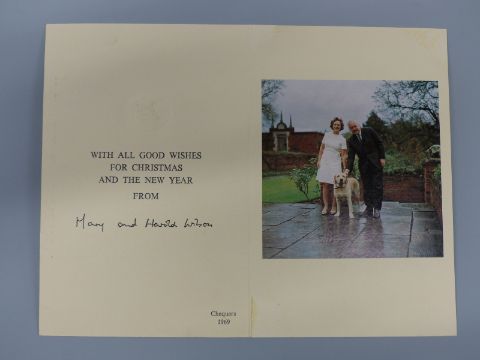 WITH ALL GOOD WISHES
FOR CHRISTMAS
AND THE NEW YEAR
FROM
Mary and Harold Wilson
Chequers
1969